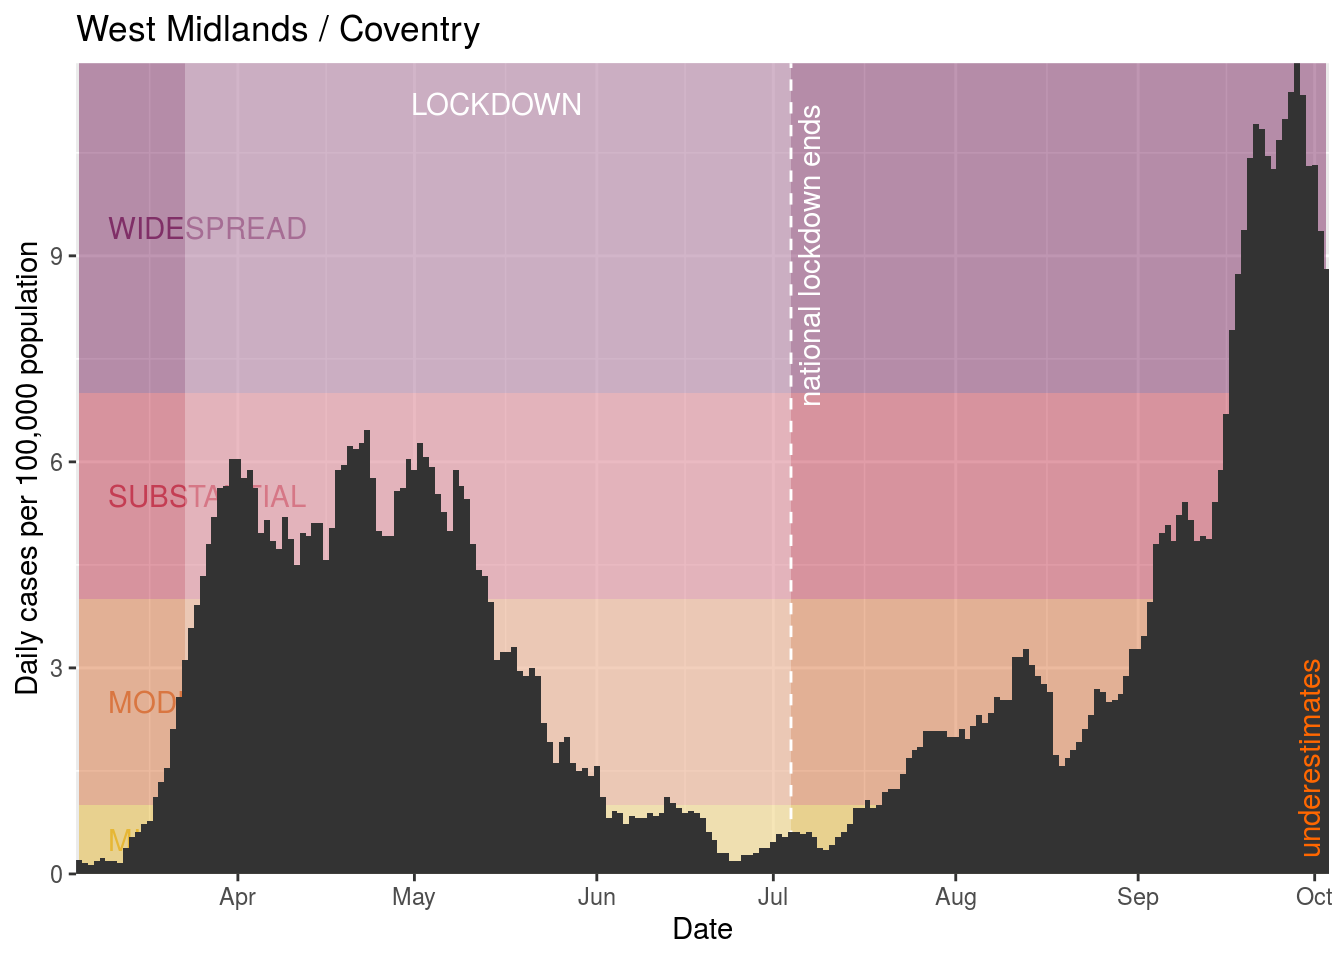 West Midlands / Coventry
LOCKDOWN
national lockdown ends
WIDESPREAD
SUBSTANTIAL
MOD
M
underestimates
Daily cases per 100,000 population
9
6
3
0
Apr
May
Jun
Jul
Aug
Sep
Oct
Date